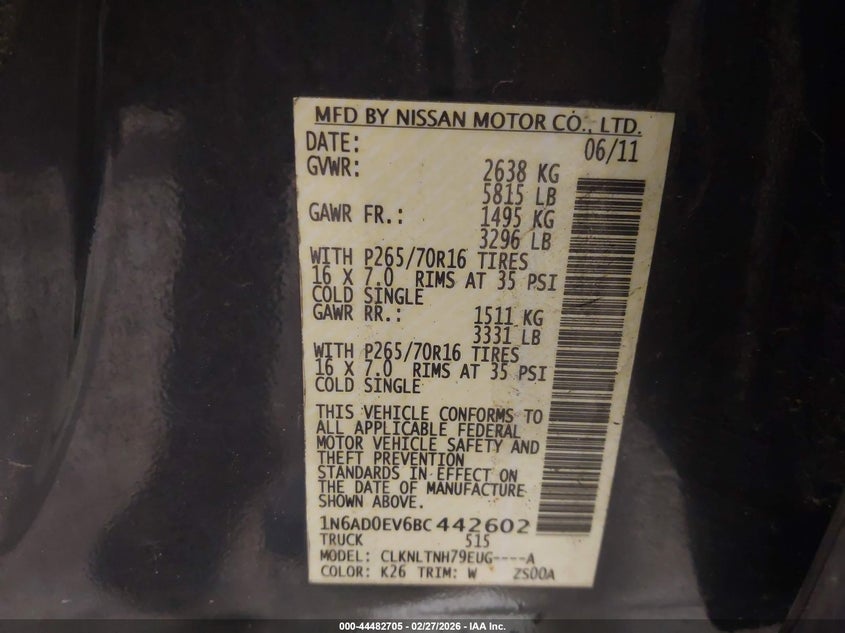 MFD BY NISSAN MOTOR CO., LTD.
DATE: 06/11
GVWR: 2638 KG
5815 LB
GAWR FR.: 1495 KG
3296 LB
WITH P265/70R16 TIRES
16 X 7.0 RIMS AT 35 PSI
COLD SINGLE
GAWR RR.: 1511 KG
3331 LB
WITH P265/70R16 TIRES
16 X 7.0 RIMS AT 35 PSI
COLD SINGLE
THIS VEHICLE CONFORMS TO
ALL APPLICABLE FEDERAL
MOTOR VEHICLE SAFETY AND
THEFT PREVENTION
STANDARDS IN EFFECT ON
THE DATE OF MANUFACTURE
SHOWN ABOVE.
1N6AD0EV6BC442602
TRUCK 515
MODEL: CLKNLTNH79EUG----A
COLOR: K26 TRIM: W ZS00A
000-44482705 - 02/27/2026 - IAA Inc.